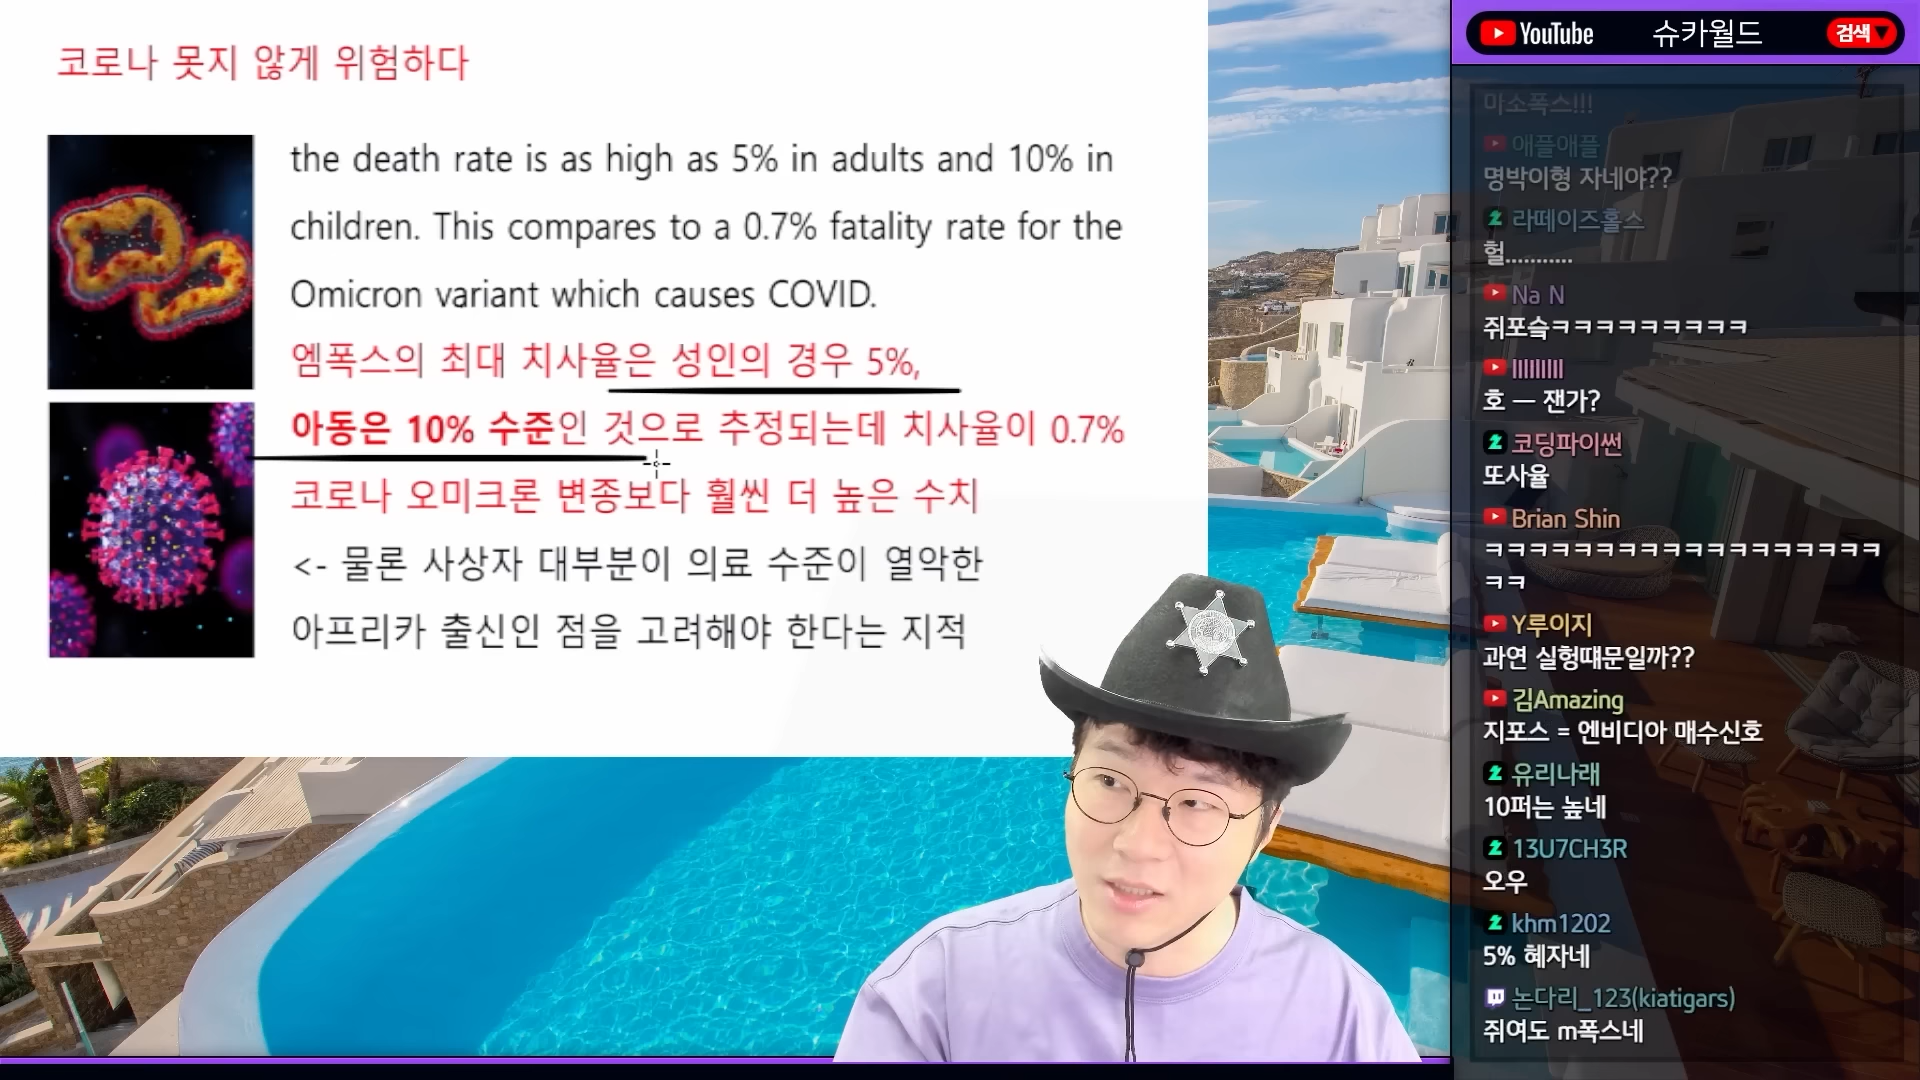 코로나 못지 않게 위험하다
the death rate is as high as 5% in adults and 10% in
children. This compares to a 0.7% fatality rate for the
Omicron variant which causes COVID.
엠폭스의 최대 치사율은 성인의 경우 5%,
아동은 10% 수준인 것으로 추정되는데 치사율이 0.7%
코로나 오미크론 변종보다 훨씬 더 높은 수치
<- 물론 사상자 대부분이 의료 수준이 열악한
아프리카 출신인 점을 고려해야 한다는 지적
YouTube 슈카월드 검색▼
마소폭스!!!
애플애플
명박이형 자네야??
라떼이즈홀스
헐...........
Na N
쥐포슼ㅋㅋㅋㅋㅋㅋㅋㅋㅋ
lllllllll
호 ㅡ 잰가?
코딩파이썬
또사율
Brian Shin
ㅋㅋㅋㅋㅋㅋㅋㅋㅋㅋㅋㅋㅋㅋㅋㅋㅋㅋ
ㅋㅋ
Y루이지
과연 실헝떄문일까??
김Amazing
지포스 = 엔비디아 매수신호
유리나래
10퍼는 높네
13U7CH3R
오우
khm1202
5% 혜자네
논다리_123(kiatigars)
쥐여도 m폭스네